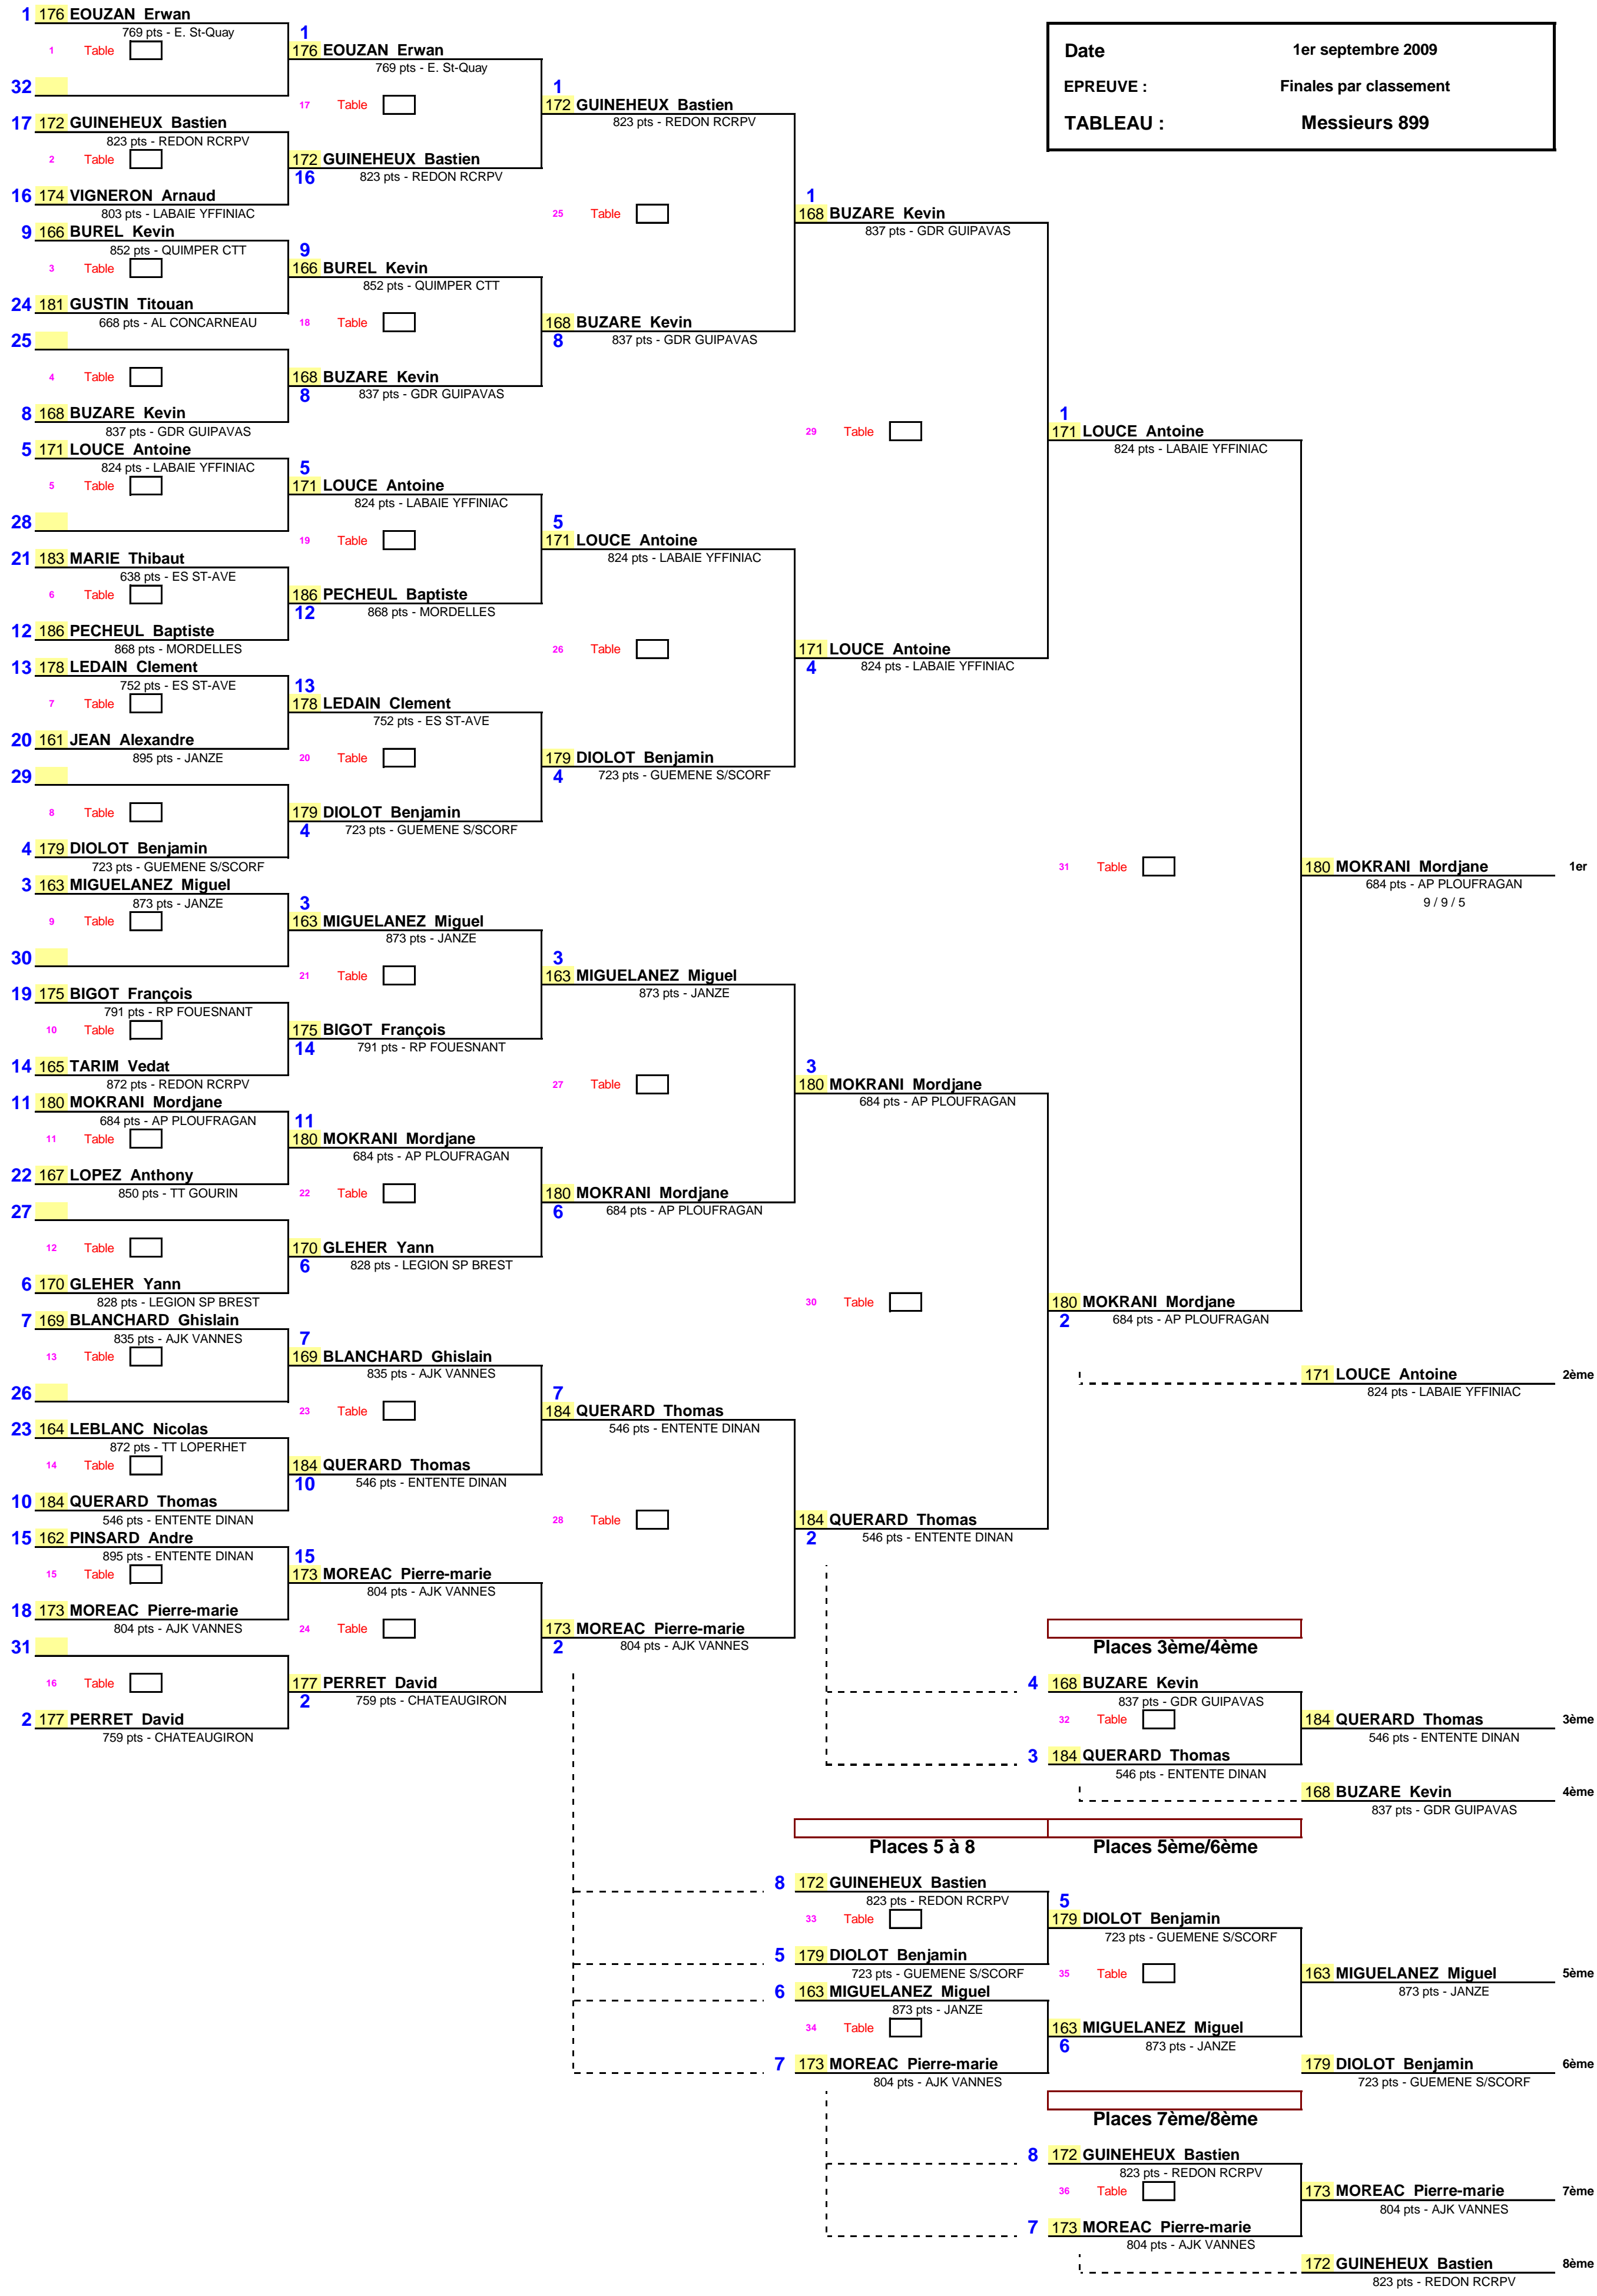 Date 1er septembre 2009
EPREUVE : Finales par classement
TABLEAU : Messieurs 899
1 176 EOUZAN Erwan
769 pts - E. St-Quay
1 Table
32
17 172 GUINEHEUX Bastien
823 pts - REDON RCRPV
2 Table
16 174 VIGNERON Arnaud
803 pts - LABAIE YFFINIAC
9 166 BUREL Kevin
852 pts - QUIMPER CTT
3 Table
24 181 GUSTIN Titouan
668 pts - AL CONCARNEAU
25
4 Table
8 168 BUZARE Kevin
837 pts - GDR GUIPAVAS
5 171 LOUCE Antoine
824 pts - LABAIE YFFINIAC
5 Table
28
21 183 MARIE Thibaut
638 pts - ES ST-AVE
6 Table
12 186 PECHEUL Baptiste
868 pts - MORDELLES
13 178 LEDAIN Clement
752 pts - ES ST-AVE
7 Table
20 161 JEAN Alexandre
895 pts - JANZE
29
8 Table
4 179 DIOLOT Benjamin
723 pts - GUEMENE S/SCORF
3 163 MIGUELANEZ Miguel
873 pts - JANZE
9 Table
30
19 175 BIGOT François
791 pts - RP FOUESNANT
10 Table
14 165 TARIM Vedat
872 pts - REDON RCRPV
11 180 MOKRANI Mordjane
684 pts - AP PLOUFRAGAN
11 Table
22 167 LOPEZ Anthony
850 pts - TT GOURIN
27
12 Table
6 170 GLEHER Yann
828 pts - LEGION SP BREST
7 169 BLANCHARD Ghislain
835 pts - AJK VANNES
13 Table
26
23 164 LEBLANC Nicolas
872 pts - TT LOPERHET
14 Table
10 184 QUERARD Thomas
546 pts - ENTENTE DINAN
15 162 PINSARD Andre
895 pts - ENTENTE DINAN
15 Table
18 173 MOREAC Pierre-marie
804 pts - AJK VANNES
31
16 Table
2 177 PERRET David
759 pts - CHATEAUGIRON
1
176 EOUZAN Erwan
769 pts - E. St-Quay
17 Table
172 GUINEHEUX Bastien
16 823 pts - REDON RCRPV
9
166 BUREL Kevin
852 pts - QUIMPER CTT
18 Table
168 BUZARE Kevin
8 837 pts - GDR GUIPAVAS
5
171 LOUCE Antoine
824 pts - LABAIE YFFINIAC
19 Table
186 PECHEUL Baptiste
12 868 pts - MORDELLES
13
178 LEDAIN Clement
752 pts - ES ST-AVE
20 Table
179 DIOLOT Benjamin
4 723 pts - GUEMENE S/SCORF
3
163 MIGUELANEZ Miguel
873 pts - JANZE
21 Table
175 BIGOT François
14 791 pts - RP FOUESNANT
11
180 MOKRANI Mordjane
684 pts - AP PLOUFRAGAN
22 Table
170 GLEHER Yann
6 828 pts - LEGION SP BREST
7
169 BLANCHARD Ghislain
835 pts - AJK VANNES
23 Table
184 QUERARD Thomas
10 546 pts - ENTENTE DINAN
15
173 MOREAC Pierre-marie
804 pts - AJK VANNES
24 Table
177 PERRET David
2 759 pts - CHATEAUGIRON
1
172 GUINEHEUX Bastien
823 pts - REDON RCRPV
25 Table
168 BUZARE Kevin
8 837 pts - GDR GUIPAVAS
5
171 LOUCE Antoine
824 pts - LABAIE YFFINIAC
26 Table
179 DIOLOT Benjamin
4 723 pts - GUEMENE S/SCORF
3
163 MIGUELANEZ Miguel
873 pts - JANZE
27 Table
180 MOKRANI Mordjane
6 684 pts - AP PLOUFRAGAN
7
184 QUERARD Thomas
546 pts - ENTENTE DINAN
28 Table
173 MOREAC Pierre-marie
2 804 pts - AJK VANNES
1
168 BUZARE Kevin
837 pts - GDR GUIPAVAS
29 Table
171 LOUCE Antoine
4 824 pts - LABAIE YFFINIAC
3
180 MOKRANI Mordjane
684 pts - AP PLOUFRAGAN
30 Table
184 QUERARD Thomas
2 546 pts - ENTENTE DINAN
1
171 LOUCE Antoine
824 pts - LABAIE YFFINIAC
31 Table
180 MOKRANI Mordjane
2 684 pts - AP PLOUFRAGAN
180 MOKRANI Mordjane 1er
684 pts - AP PLOUFRAGAN
9 / 9 / 5
171 LOUCE Antoine 2ème
824 pts - LABAIE YFFINIAC
Places 3ème/4ème
4 168 BUZARE Kevin
837 pts - GDR GUIPAVAS
32 Table
3 184 QUERARD Thomas
546 pts - ENTENTE DINAN
184 QUERARD Thomas 3ème
546 pts - ENTENTE DINAN
168 BUZARE Kevin 4ème
837 pts - GDR GUIPAVAS
Places 5 à 8
8 172 GUINEHEUX Bastien
823 pts - REDON RCRPV
33 Table
5 179 DIOLOT Benjamin
723 pts - GUEMENE S/SCORF
6 163 MIGUELANEZ Miguel
873 pts - JANZE
34 Table
7 173 MOREAC Pierre-marie
804 pts - AJK VANNES
Places 5ème/6ème
5
179 DIOLOT Benjamin
723 pts - GUEMENE S/SCORF
35 Table
163 MIGUELANEZ Miguel
6 873 pts - JANZE
163 MIGUELANEZ Miguel 5ème
873 pts - JANZE
179 DIOLOT Benjamin 6ème
723 pts - GUEMENE S/SCORF
Places 7ème/8ème
8 172 GUINEHEUX Bastien
823 pts - REDON RCRPV
36 Table
7 173 MOREAC Pierre-marie
804 pts - AJK VANNES
173 MOREAC Pierre-marie 7ème
804 pts - AJK VANNES
172 GUINEHEUX Bastien 8ème
823 pts - REDON RCRPV